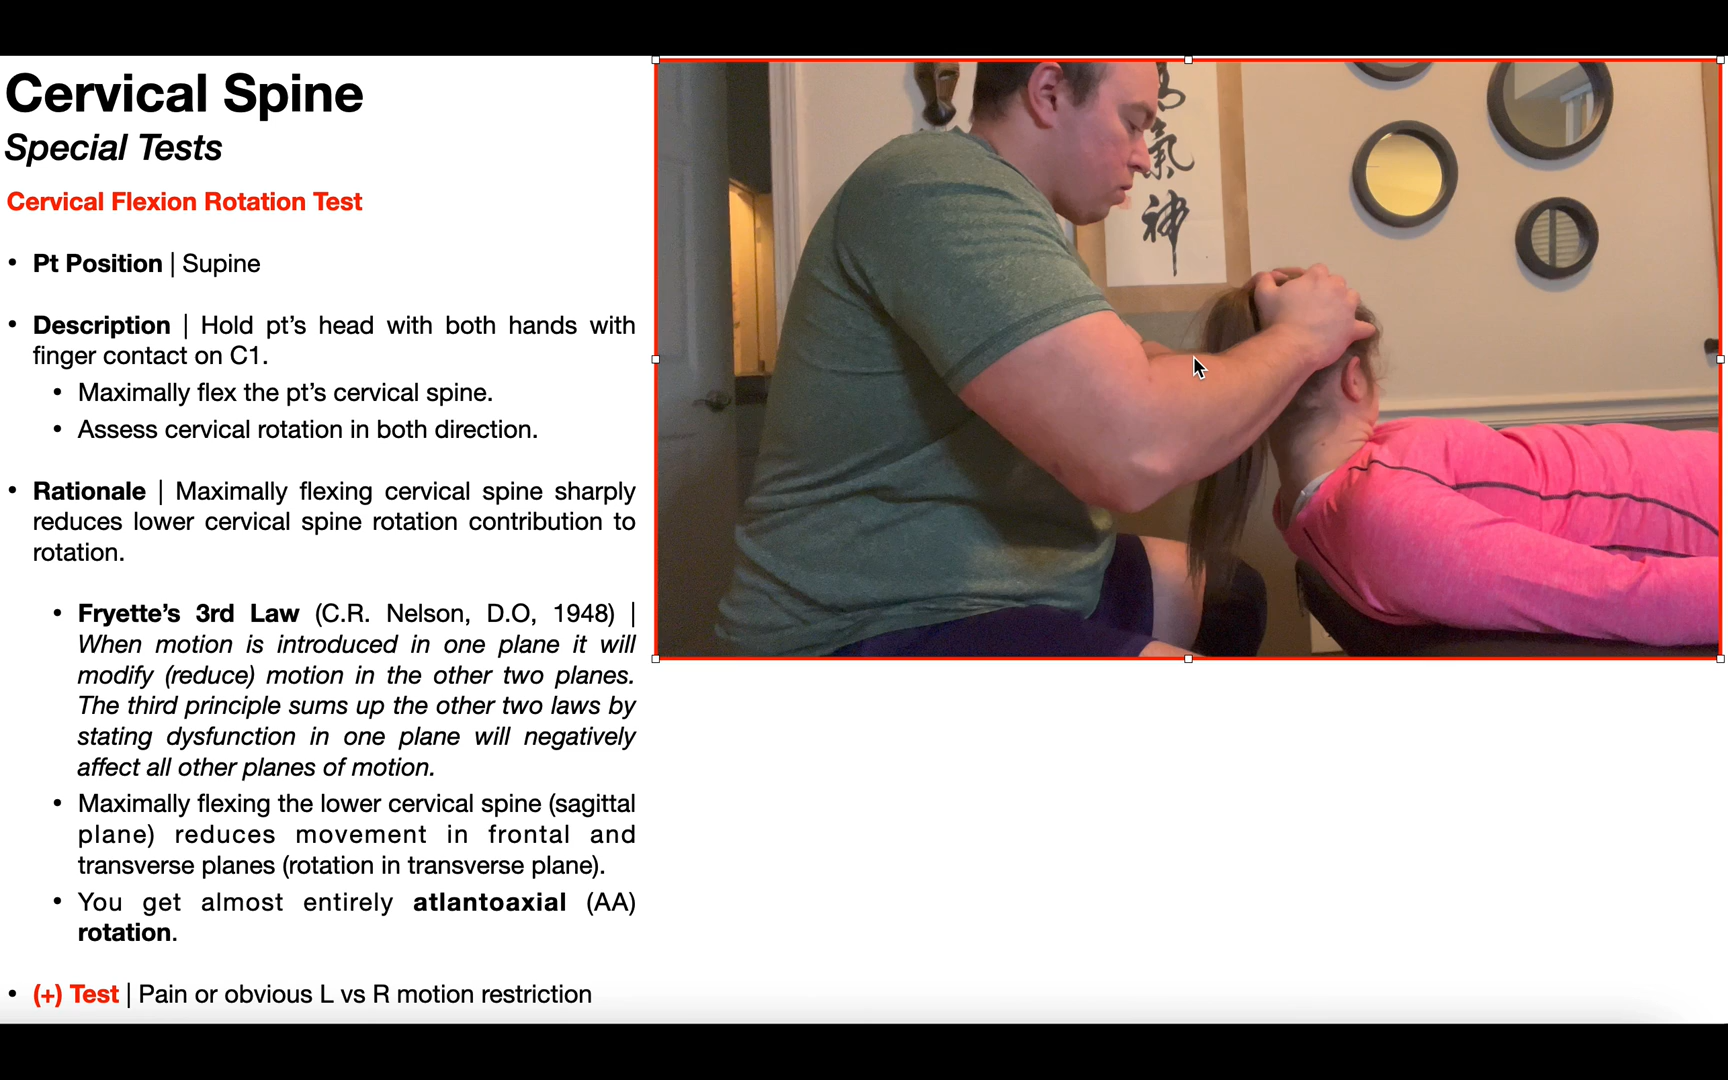 Cervical Spine
Special Tests
Cervical Flexion Rotation Test
• Pt Position | Supine
• Description | Hold pt’s head with both hands with
finger contact on C1.
• Maximally flex the pt’s cervical spine.
• Assess cervical rotation in both direction.
• Rationale | Maximally flexing cervical spine sharply
reduces lower cervical spine rotation contribution to
rotation.
• Fryette’s 3rd Law (C.R. Nelson, D.O, 1948) |
When motion is introduced in one plane it will
modify (reduce) motion in the other two planes.
The third principle sums up the other two laws by
stating dysfunction in one plane will negatively
affect all other planes of motion.
• Maximally flexing the lower cervical spine (sagittal
plane) reduces movement in frontal and
transverse planes (rotation in transverse plane).
• You get almost entirely atlantoaxial (AA)
rotation.
• (+) Test | Pain or obvious L vs R motion restriction
氣
神